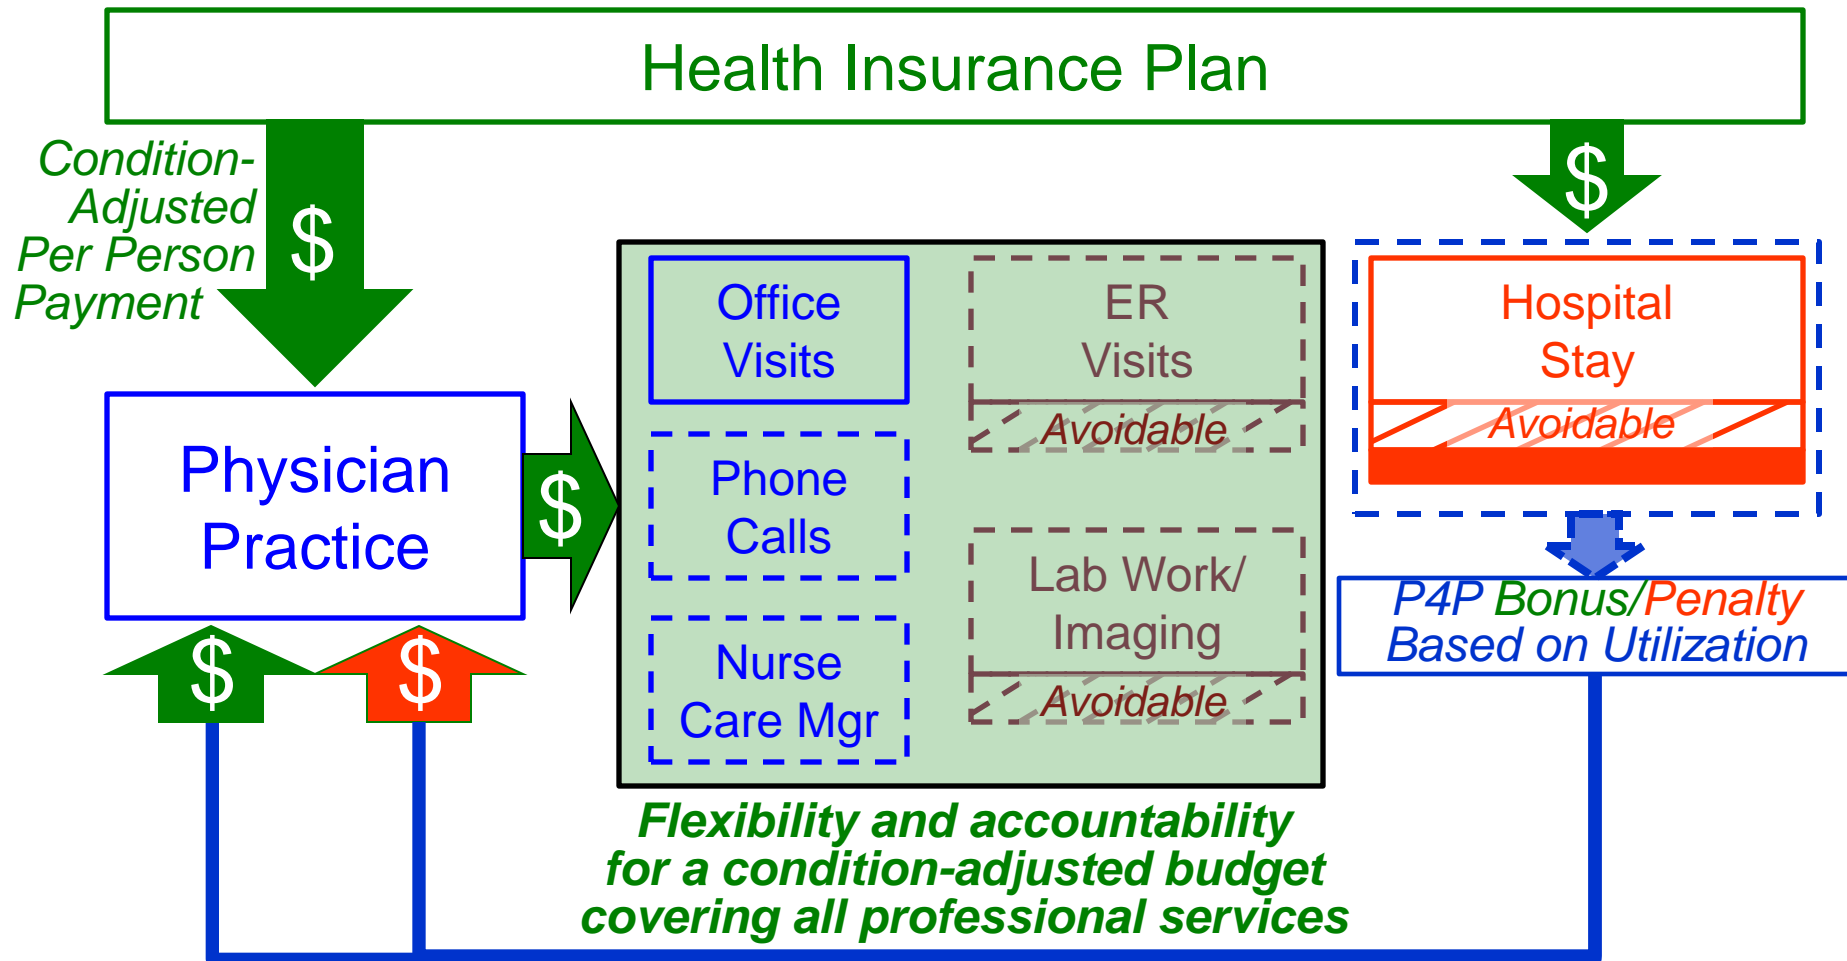 Health Insurance Plan
Condition-
Adjusted
Per Person
Payment
$
$
Physician
Practice
$
Office
Visits
Phone
Calls
Nurse
Care Mgr
ER
Visits
Avoidable
Lab Work/
Imaging
Avoidable
Hospital
Stay
Avoidable
P4P Bonus/Penalty
Based on Utilization
$
$
Flexibility and accountability
for a condition-adjusted budget
covering all professional services